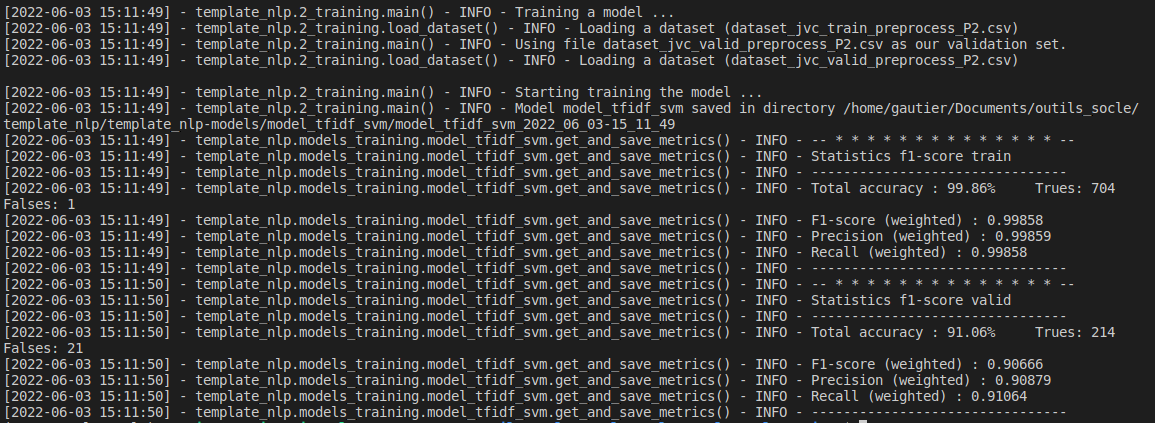 [2022-06-03 15:11:49] - template_nlp.2_training.main() - INFO - Training a model ...
[2022-06-03 15:11:49] - template_nlp.2_training.load_dataset() - INFO - Loading a dataset (dataset_jvc_train_preprocess_P2.csv)
[2022-06-03 15:11:49] - template_nlp.2_training.main() - INFO - Using file dataset_jvc_valid_preprocess_P2.csv as our validation set.
[2022-06-03 15:11:49] - template_nlp.2_training.load_dataset() - INFO - Loading a dataset (dataset_jvc_valid_preprocess_P2.csv)
[2022-06-03 15:11:49] - template_nlp.2_training.main() - INFO - Starting training the model ...
[2022-06-03 15:11:49] - template_nlp.2_training.main() - INFO - Model model_tfidf_svm saved in directory /home/gautier/Documents/outils_socle/
template_nlp/template_nlp-models/model_tfidf_svm/model_tfidf_svm_2022_06_03-15_11_49
[2022-06-03 15:11:49] - template_nlp.models_training.model_tfidf_svm.get_and_save_metrics() - INFO - -- * * * * * * * * * * * * * * --
[2022-06-03 15:11:49] - template_nlp.models_training.model_tfidf_svm.get_and_save_metrics() - INFO - Statistics f1-score train
[2022-06-03 15:11:49] - template_nlp.models_training.model_tfidf_svm.get_and_save_metrics() - INFO - --------------------------------
[2022-06-03 15:11:49] - template_nlp.models_training.model_tfidf_svm.get_and_save_metrics() - INFO - Total accuracy : 99.86%     Trues: 704
Falses: 1
[2022-06-03 15:11:49] - template_nlp.models_training.model_tfidf_svm.get_and_save_metrics() - INFO - F1-score (weighted) : 0.99858
[2022-06-03 15:11:49] - template_nlp.models_training.model_tfidf_svm.get_and_save_metrics() - INFO - Precision (weighted) : 0.99859
[2022-06-03 15:11:49] - template_nlp.models_training.model_tfidf_svm.get_and_save_metrics() - INFO - Recall (weighted) : 0.99858
[2022-06-03 15:11:49] - template_nlp.models_training.model_tfidf_svm.get_and_save_metrics() - INFO - --------------------------------
[2022-06-03 15:11:50] - template_nlp.models_training.model_tfidf_svm.get_and_save_metrics() - INFO - -- * * * * * * * * * * * * * * --
[2022-06-03 15:11:50] - template_nlp.models_training.model_tfidf_svm.get_and_save_metrics() - INFO - Statistics f1-score valid
[2022-06-03 15:11:50] - template_nlp.models_training.model_tfidf_svm.get_and_save_metrics() - INFO - --------------------------------
[2022-06-03 15:11:50] - template_nlp.models_training.model_tfidf_svm.get_and_save_metrics() - INFO - Total accuracy : 91.06%     Trues: 214
Falses: 21
[2022-06-03 15:11:50] - template_nlp.models_training.model_tfidf_svm.get_and_save_metrics() - INFO - F1-score (weighted) : 0.90666
[2022-06-03 15:11:50] - template_nlp.models_training.model_tfidf_svm.get_and_save_metrics() - INFO - Precision (weighted) : 0.90879
[2022-06-03 15:11:50] - template_nlp.models_training.model_tfidf_svm.get_and_save_metrics() - INFO - Recall (weighted) : 0.91064
[2022-06-03 15:11:50] - template_nlp.models_training.model_tfidf_svm.get_and_save_metrics() - INFO - --------------------------------